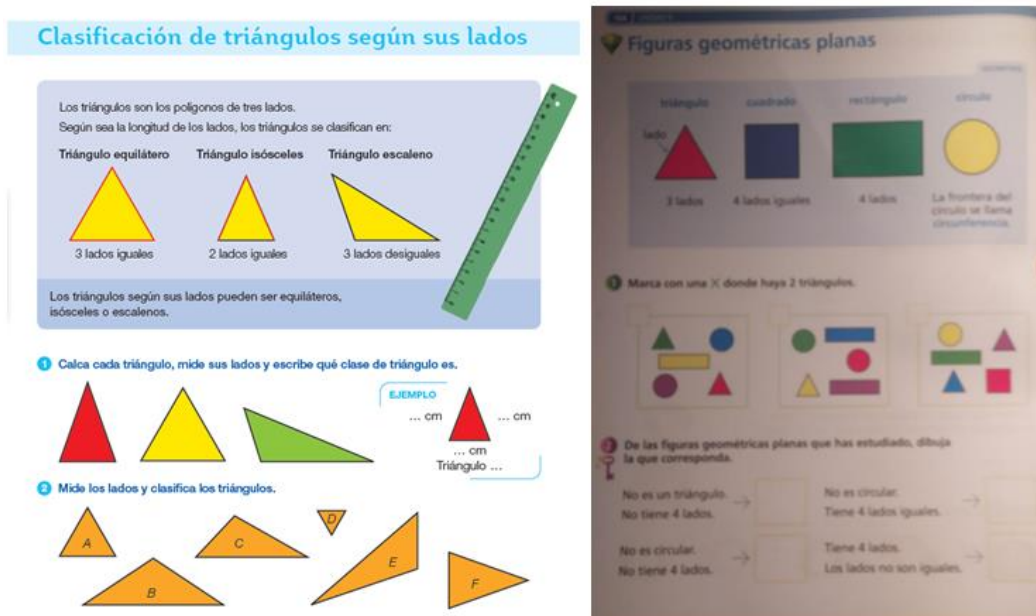 Clasificación de triángulos según sus lados
Los triángulos son los polígonos de tres lados.
Según sea la longitud de los lados, los triángulos se clasifican en:
Triángulo equilátero
Triángulo isósceles
Triángulo escaleno
3 lados iguales
2 lados iguales
3 lados desiguales
Los triángulos según sus lados pueden ser equiláteros,
isósceles o escalenos.
1 Calca cada triángulo, mide sus lados y escribe qué clase de triángulo es.
EJEMPLO
... cm
... cm
... cm
Triángulo ...
2 Mide los lados y clasifica los triángulos.
A
B
C
D
E
F
Figuras geométricas planas
triángulo
cuadrado
rectángulo
círculo
lado
3 lados
4 lados iguales
4 lados
La frontera del
círculo se llama
circunferencia.
1 Marca con una X donde haya 2 triángulos.
2 De las figuras geométricas planas que has estudiado, dibuja
la que corresponda.
No es un triángulo.
No tiene 4 lados.
No es circular.
Tiene 4 lados iguales.
No es circular.
No tiene 4 lados.
Tiene 4 lados.
Los lados no son iguales.